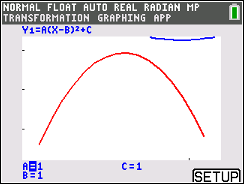 NORMAL FLOAT AUTO REAL RADIAN MP
TRANSFORMATION GRAPHING APP
Y1=A(X-B)²+C
A=1 C=1
B=1
SETUP